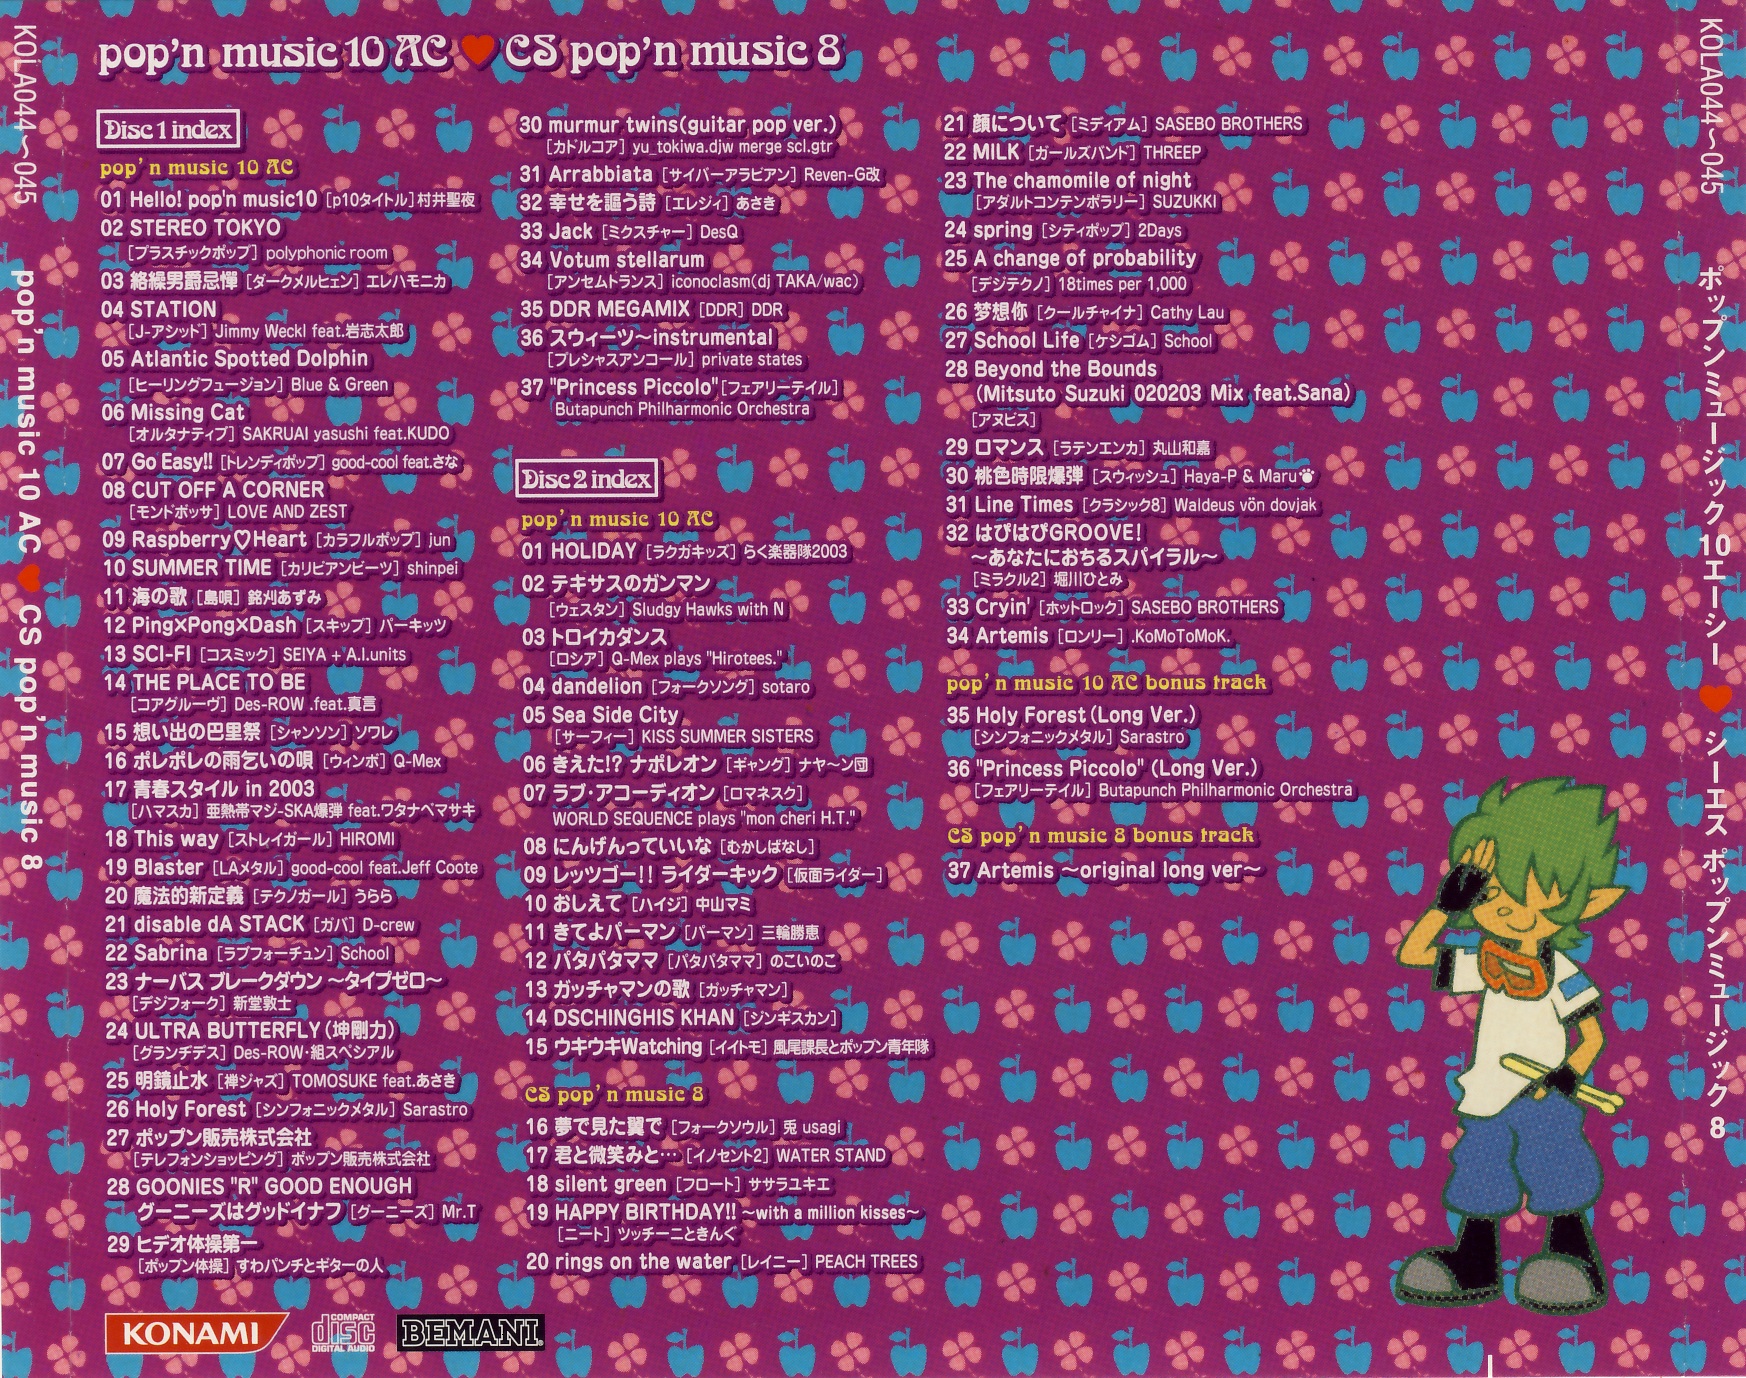 pop'n music 10 AC ♥ CS pop'n music 8
KOLA044～045
pop'n music 10 AC ♥ CS pop'n music 8
Disc 1 index
pop'n music 10 AC
01 Hello! pop'n music10 [p10タイトル] 村井聖夜
02 STEREO TOKYO
[プラスチックポップ] polyphonic room
03 絡繰男爵忌憚 [ダークメルヒェン] エレハモニカ
04 STATION
[J-アシッド] Jimmy Weckl feat.岩志太郎
05 Atlantic Spotted Dolphin
[ヒーリングフュージョン] Blue & Green
06 Missing Cat
[オルタナティブ] SAKRUAI yasushi feat.KUDO
07 Go Easy!! [トレンディポップ] good-cool feat.さな
08 CUT OFF A CORNER
[モンドボッサ] LOVE AND ZEST
09 Raspberry♡Heart [カラフルポップ] jun
10 SUMMER TIME [カリビアンビーツ] shinpei
11 海の歌 [島唄] 銘刈あずみ
12 Ping×Pong×Dash [スキップ] パーキッツ
13 SCI-FI [コスミック] SEIYA + A.I.units
14 THE PLACE TO BE
[コアグルーヴ] Des-ROW .feat.真言
15 想い出の巴里祭 [シャンソン] ソワレ
16 ポレポレの雨乞いの唄 [ウィンボ] Q-Mex
17 青春スタイル in 2003
[ハマスカ] 亜熱帯マジ-SKA爆弾 feat.ワタナベマサキ
18 This way [ストレイガール] HIROMI
19 Blaster [LAメタル] good-cool feat.Jeff Coote
20 魔法的新定義 [テクノガール] うらら
21 disable dA STACK [ガバ] D-crew
22 Sabrina [ラブフォーチュン] School
23 ナーバス ブレークダウン ～タイプゼロ～
[デジフォーク] 新堂敦士
24 ULTRA BUTTERFLY (坤剛力)
[グランヂデス] Des-ROW・組スペシアル
25 明鏡止水 [禅ジャズ] TOMOSUKE feat.あさき
26 Holy Forest [シンフォニックメタル] Sarastro
27 ポップン販売株式会社
[テレフォンショッピング] ポップン販売株式会社
28 GOONIES "R" GOOD ENOUGH
グーニーズはグッドイナフ [グーニーズ] Mr.T
29 ヒデオ体操第一
[ポップン体操] すわパンチとギターの人
30 murmur twins(guitar pop ver.)
[カドルコア] yu_tokiwa.djw merge scl.gtr
31 Arrabbiata [サイバーアラビアン] Reven-G改
32 幸せを謳う詩 [エレジィ] あさき
33 Jack [ミクスチャー] DesQ
34 Votum stellarum
[アンセムトランス] iconoclasm(dj TAKA/wac)
35 DDR MEGAMIX [DDR] DDR
36 スウィーツ～instrumental
[プレシャスアンコール] private states
37 "Princess Piccolo" [フェアリーテイル]
Butapunch Philharmonic Orchestra
Disc 2 index
pop'n music 10 AC
01 HOLIDAY [ラクガキッズ] らく楽器隊2003
02 テキサスのガンマン
[ウェスタン] Sludgy Hawks with N
03 トロイカダンス
[ロシア] Q-Mex plays "Hirotees."
04 dandelion [フォークソング] sotaro
05 Sea Side City
[サーフィー] KISS SUMMER SISTERS
06 きえた!? ナポレオン [ギャング] ナヤ～ン団
07 ラブ・アコーディオン [ロマネスク]
WORLD SEQUENCE plays "mon cheri H.T."
08 にんげんっていいな [むかしばなし]
09 レッツゴー!! ライダーキック [仮面ライダー]
10 おしえて [ハイジ] 中山マミ
11 きてよパーマン [パーマン] 三輪勝恵
12 パタパタママ [パタパタママ] のこいのこ
13 ガッチャマンの歌 [ガッチャマン]
14 DSCHINGHIS KHAN [ジンギスカン]
15 ウキウキWatching [イイトモ] 風尾課長とポップン青年隊
CS pop'n music 8
16 夢で見た翼で [フォークソウル] 兎 usagi
17 君と微笑みと… [イノセント2] WATER STAND
18 silent green [フロート] ササラユキエ
19 HAPPY BIRTHDAY!! ～with a million kisses～
[ニート] ツッチーニときんぐ
20 rings on the water [レイニー] PEACH TREES
21 顔について [ミディアム] SASEBO BROTHERS
22 MILK [ガールズバンド] THREEP
23 The chamomile of night
[アダルトコンテンポラリー] SUZUKKI
24 spring [シティポップ] 2Days
25 A change of probability
[デジテクノ] 18times per 1,000
26 梦想你 [クールチャイナ] Cathy Lau
27 School Life [ケシゴム] School
28 Beyond the Bounds
(Mitsuto Suzuki 020203 Mix feat.Sana)
[アヌビス]
29 ロマンス [ラテンエンカ] 丸山和嘉
30 桃色時限爆弾 [スウィッシュ] Haya-P & Maru
31 Line Times [クラシック8] Waldeus vön dovjak
32 はぴはぴGROOVE!
～あなたにおちるスパイラル～
[ミラクル2] 堀川ひとみ
33 Cryin' [ホットロック] SASEBO BROTHERS
34 Artemis [ロンリー] .KoMoToMoK.
pop'n music 10 AC bonus track
35 Holy Forest (Long Ver.)
[シンフォニックメタル] Sarastro
36 "Princess Piccolo" (Long Ver.)
[フェアリーテイル] Butapunch Philharmonic Orchestra
CS pop'n music 8 bonus track
37 Artemis ～original long ver～
KONAMI
COMPACT
disc
DIGITAL AUDIO
BEMANI
KOLA044～045
ポップンミュージック 10エーシー ♥ シーエス ポップンミュージック 8